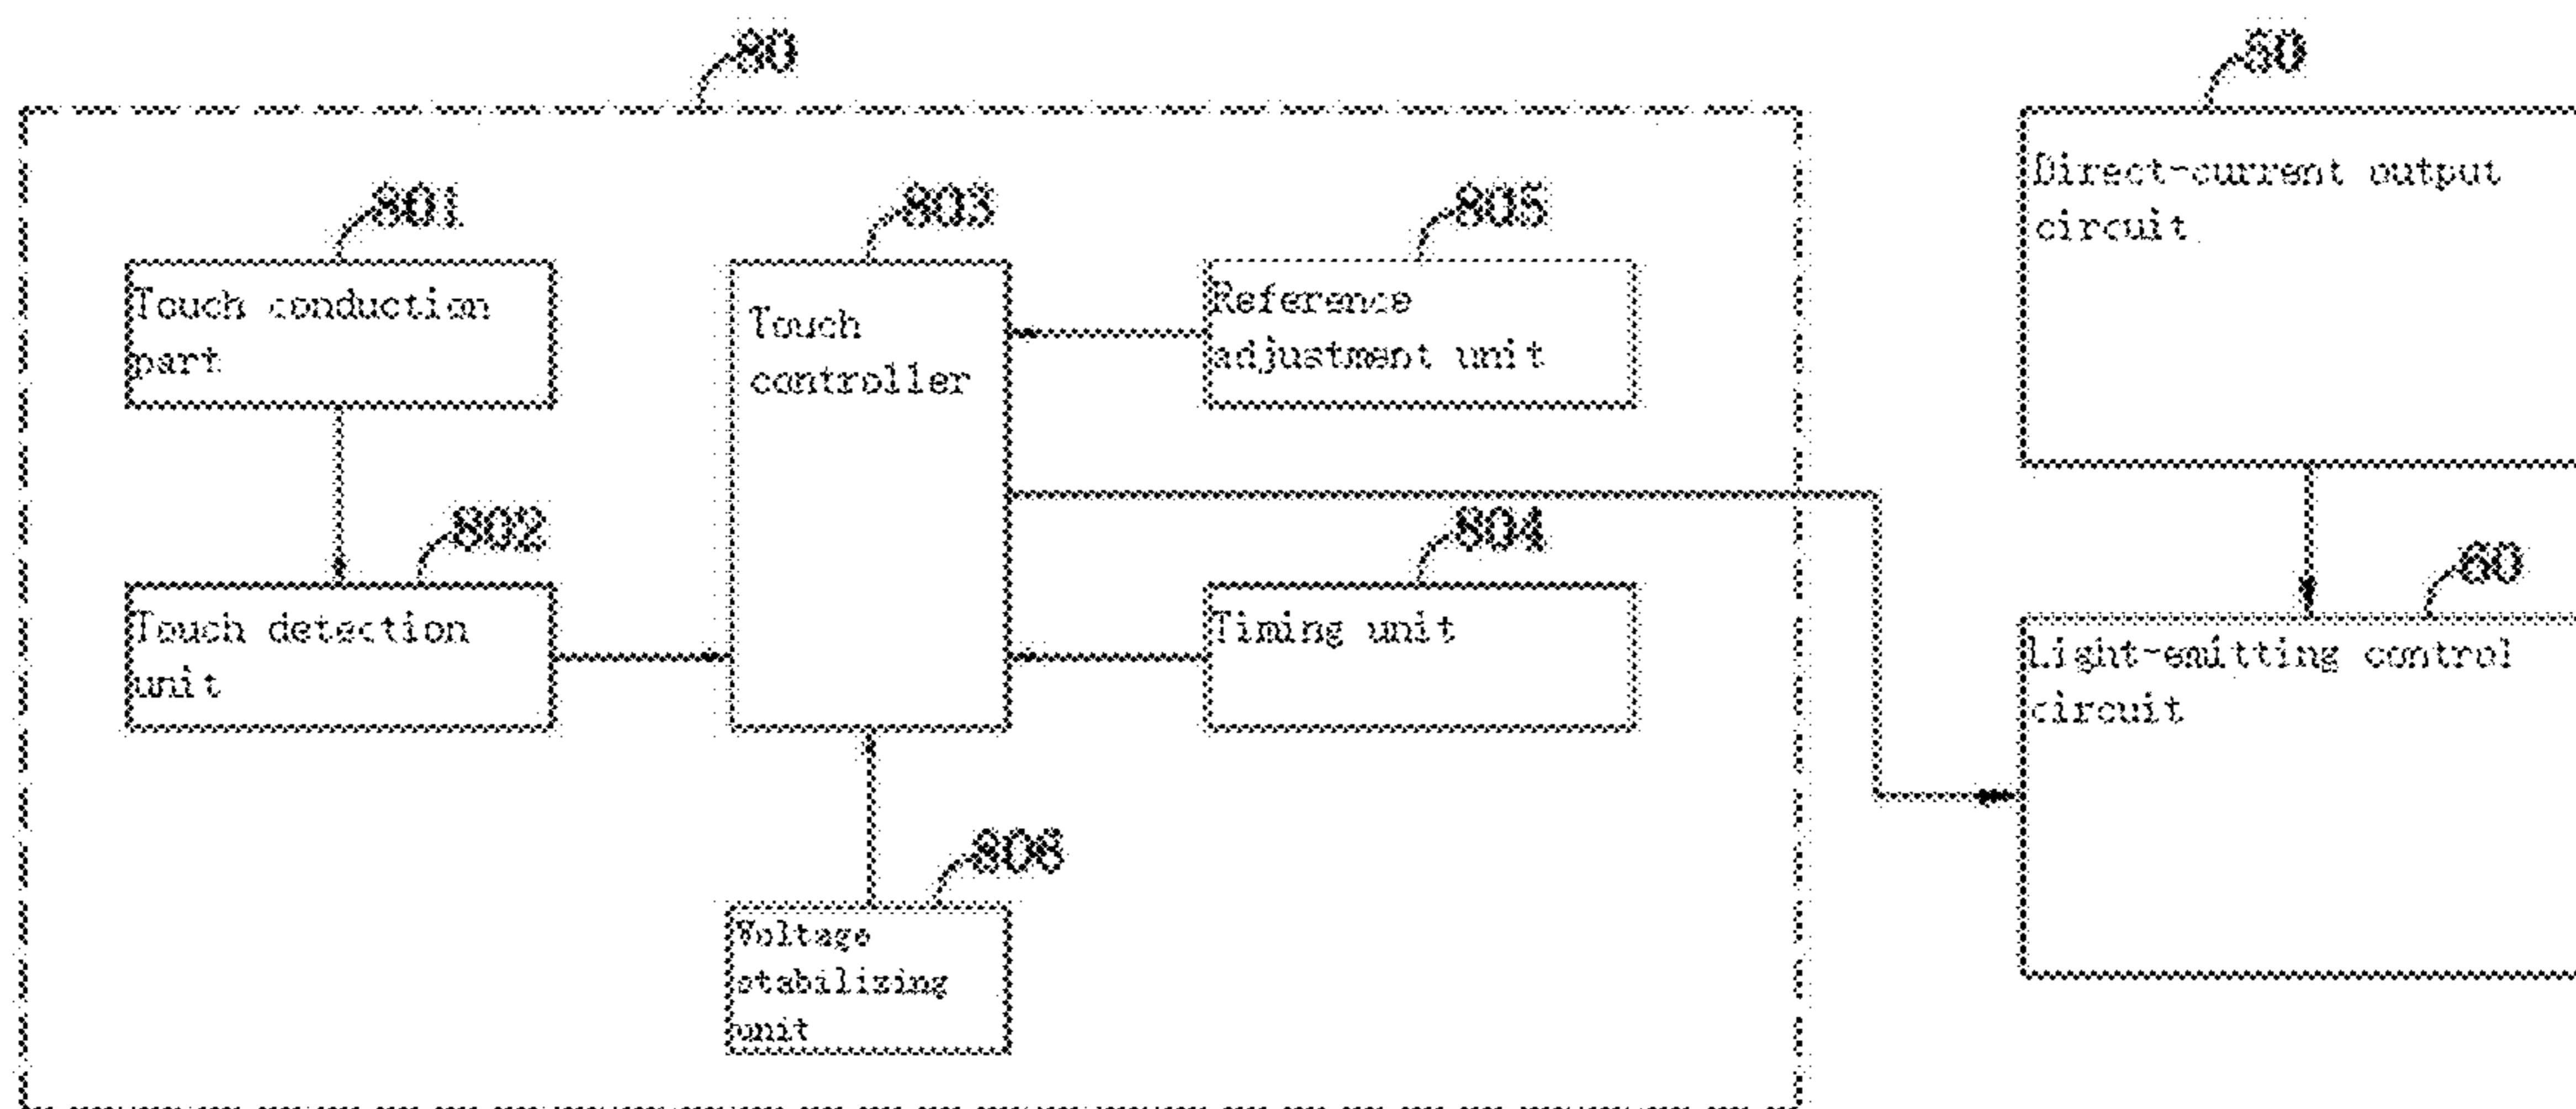 80
50
801
803
805
Direct-current output
circuit
Touch conduction
part
Touch
controller
Reference
adjustment unit
802
804
60
Touch detection
unit
Timing unit
Light-emitting control
circuit
806
Voltage
stabilizing
unit